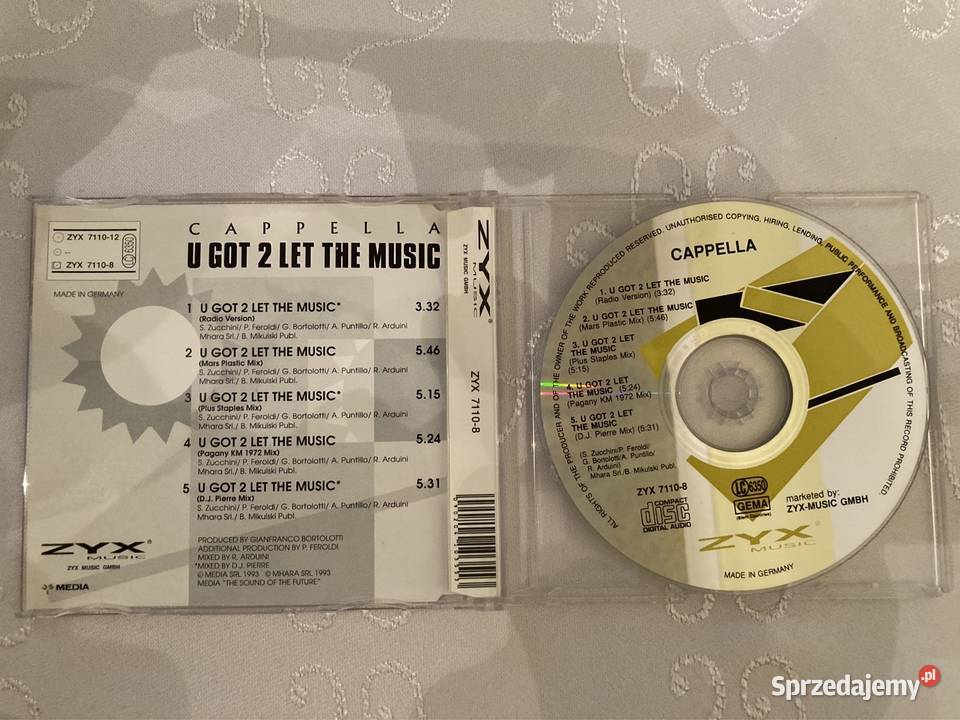 ZYX 7110-12
--
ZYX 7110-8
LC 6350
MADE IN GERMANY
CAPPELLA
U GOT 2 LET THE MUSIC
1 U GOT 2 LET THE MUSIC* 3.32
(Radio Version)
S. Zucchini/ P. Feroldi/ G. Bortolotti/ A. Puntillo/ R. Arduini
Mhara Srl./ B. Mikulski Publ.
2 U GOT 2 LET THE MUSIC 5.46
(Mars Plastic Mix)
S. Zucchini/ P. Feroldi/ G. Bortolotti/ A. Puntillo/ R. Arduini
Mhara Srl./ B. Mikulski Publ.
3 U GOT 2 LET THE MUSIC* 5.15
(Plus Staples Mix)
S. Zucchini/ P. Feroldi/ G. Bortolotti/ A. Puntillo/ R. Arduini
Mhara Srl./ B. Mikulski Publ.
4 U GOT 2 LET THE MUSIC 5.24
(Pagany KM 1972 Mix)
S. Zucchini/ P. Feroldi/ G. Bortolotti/ A. Puntillo/ R. Arduini
Mhara Srl./ B. Mikulski Publ.
5 U GOT 2 LET THE MUSIC* 5.31
(D.J. Pierre Mix)
S. Zucchini/ P. Feroldi/ G. Bortolotti/ A. Puntillo/ R. Arduini
Mhara Srl./ B. Mikulski Publ.
PRODUCED BY GIANFRANCO BORTOLOTTI
ADDITIONAL PRODUCTION BY P. FEROLDI
MIXED BY R. ARDUINI
*MIXED BY D.J. PIERRE
℗ MEDIA SRL 1993 © MHARA SRL 1993
MEDIA "THE SOUND OF THE FUTURE"
ZYX MUSIC®
ZYX MUSIC GMBH
MEDIA
ZYX MUSIC®
ZYX MUSIC GMBH
ZYX 7110-8
ALL RIGHTS OF THE PRODUCER AND OF THE OWNER OF THE WORK REPRODUCED RESERVED. UNAUTHORISED COPYING, HIRING, LENDING, PUBLIC PERFORMANCE AND BROADCASTING OF THIS RECORD PROHIBITED.
CAPPELLA
1. U GOT 2 LET THE MUSIC
(Radio Version) (3:32)
2. U GOT 2 LET THE MUSIC
(Mars Plastic Mix) (5:46)
3. U GOT 2 LET
THE MUSIC
(Plus Staples Mix)
(5:15)
4. U GOT 2 LET
THE MUSIC (5:24)
(Pagany KM 1972 Mix)
5. U GOT 2 LET
THE MUSIC
(D.J. Pierre Mix) (5:31)
(S. Zucchini/P. Feroldi/
G. Bortolotti/A. Puntillo/
R. Arduini)
Mhara Srl./B. Mikulski Publ.
ZYX 7110-8
COMPACT
disc
DIGITAL AUDIO
LC 6350
GEMA
marketed by:
ZYX-MUSIC GMBH
ZYX MUSIC®
MADE IN GERMANY
Sprzedajemy.pl